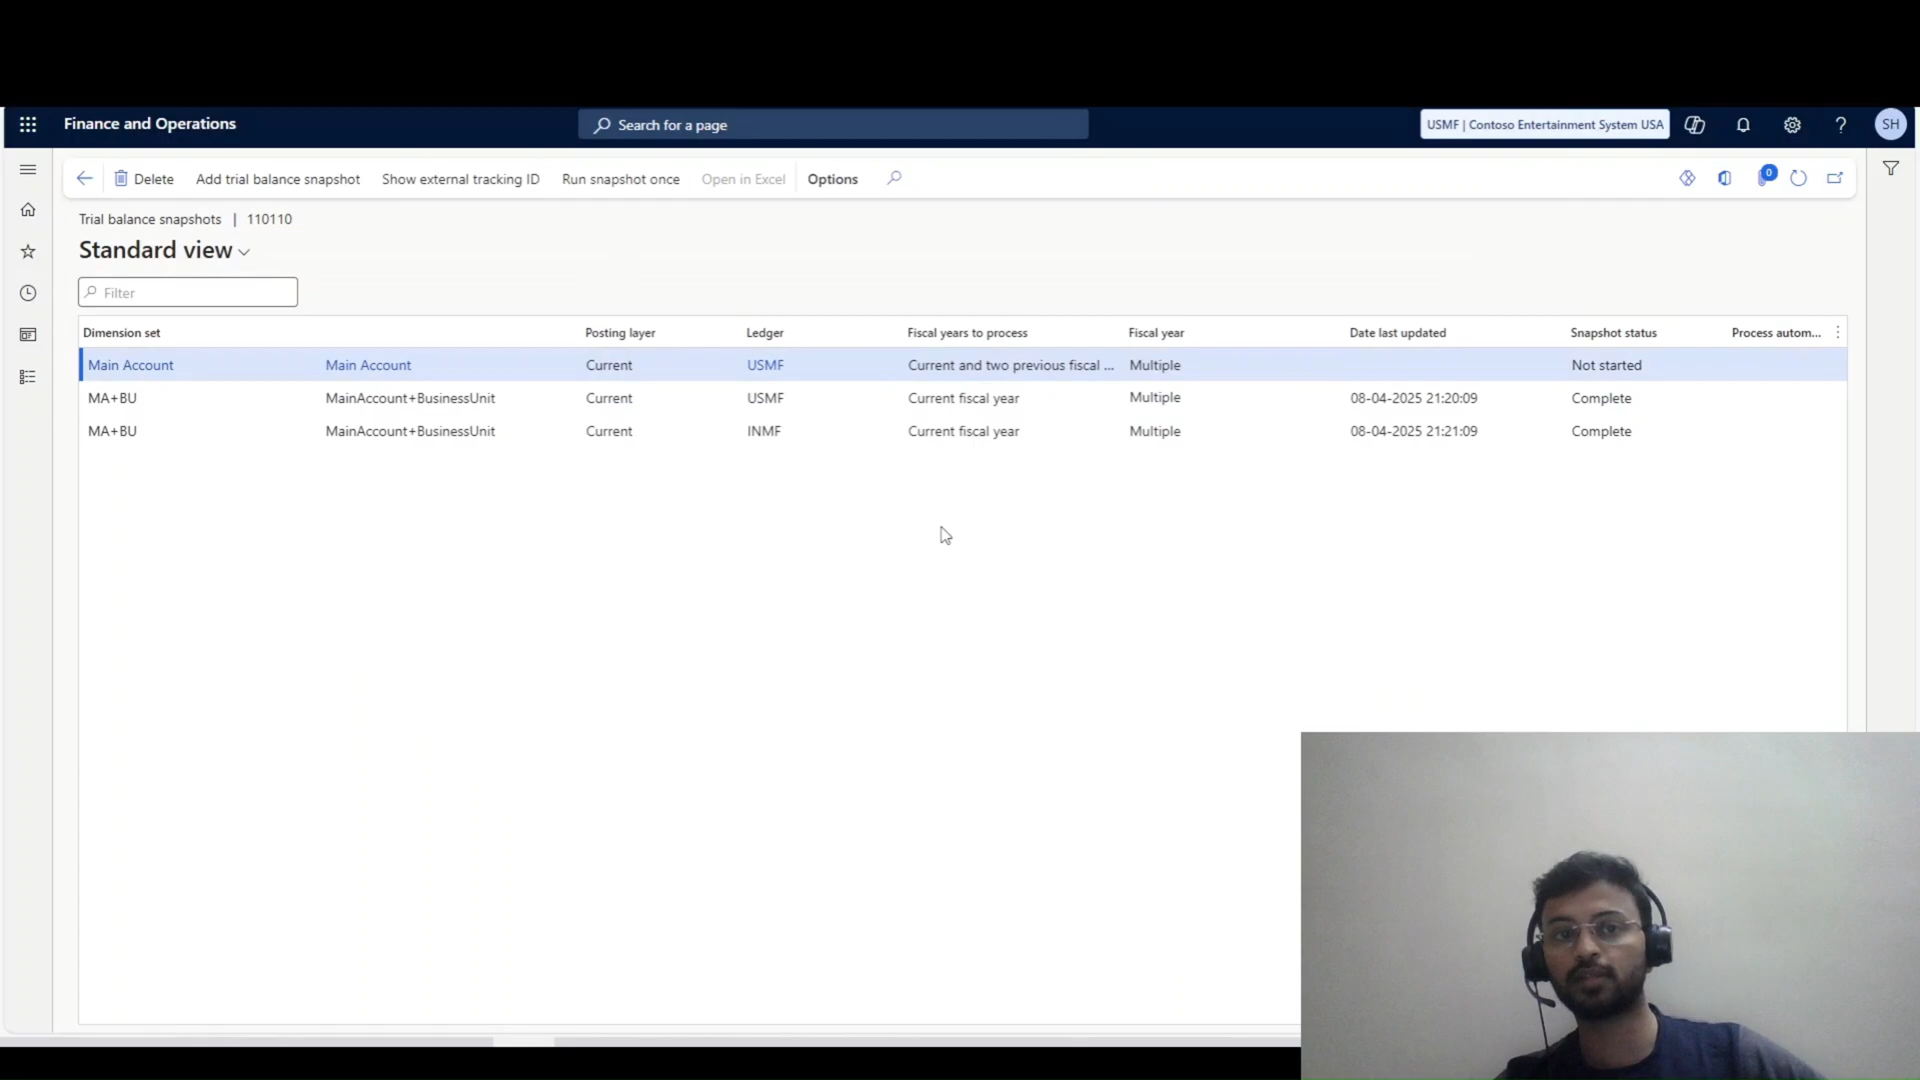 Finance and Operations
Search for a page
USMF | Contoso Entertainment System USA
SH
Delete
Add trial balance snapshot
Show external tracking ID
Run snapshot once
Open in Excel
Options
0
Trial balance snapshots | 110110
Standard view
Filter
Dimension set Posting layer Ledger Fiscal years to process Fiscal year Date last updated Snapshot status Process autom...
Main Account Main Account Current USMF Current and two previous fiscal ... Multiple Not started
MA+BU MainAccount+BusinessUnit Current USMF Current fiscal year Multiple 08-04-2025 21:20:09 Complete
MA+BU MainAccount+BusinessUnit Current INMF Current fiscal year Multiple 08-04-2025 21:21:09 Complete